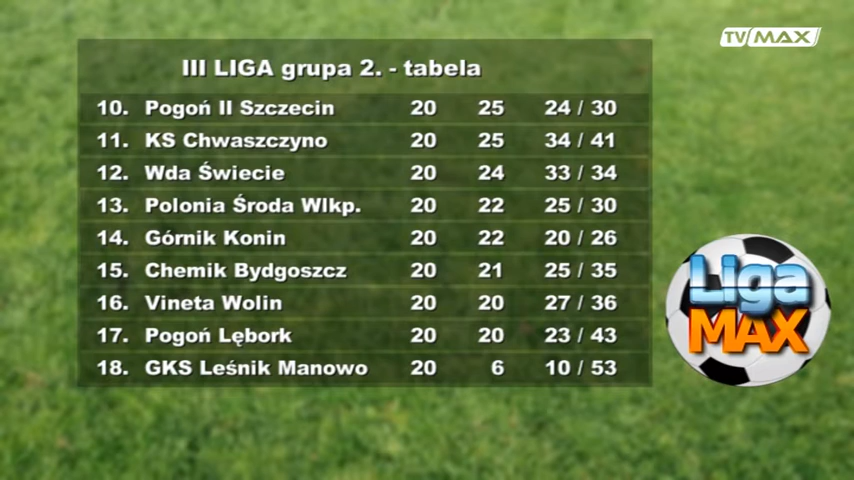 TV MAX
III LIGA grupa 2. - tabela
10. Pogoń II Szczecin 20 25 24 / 30
11. KS Chwaszczyno 20 25 34 / 41
12. Wda Świecie 20 24 33 / 34
13. Polonia Środa Wlkp. 20 22 25 / 30
14. Górnik Konin 20 22 20 / 26
15. Chemik Bydgoszcz 20 21 25 / 35
16. Vineta Wolin 20 20 27 / 36
17. Pogoń Lębork 20 20 23 / 43
18. GKS Leśnik Manowo 20 6 10 / 53
Liga
MAX